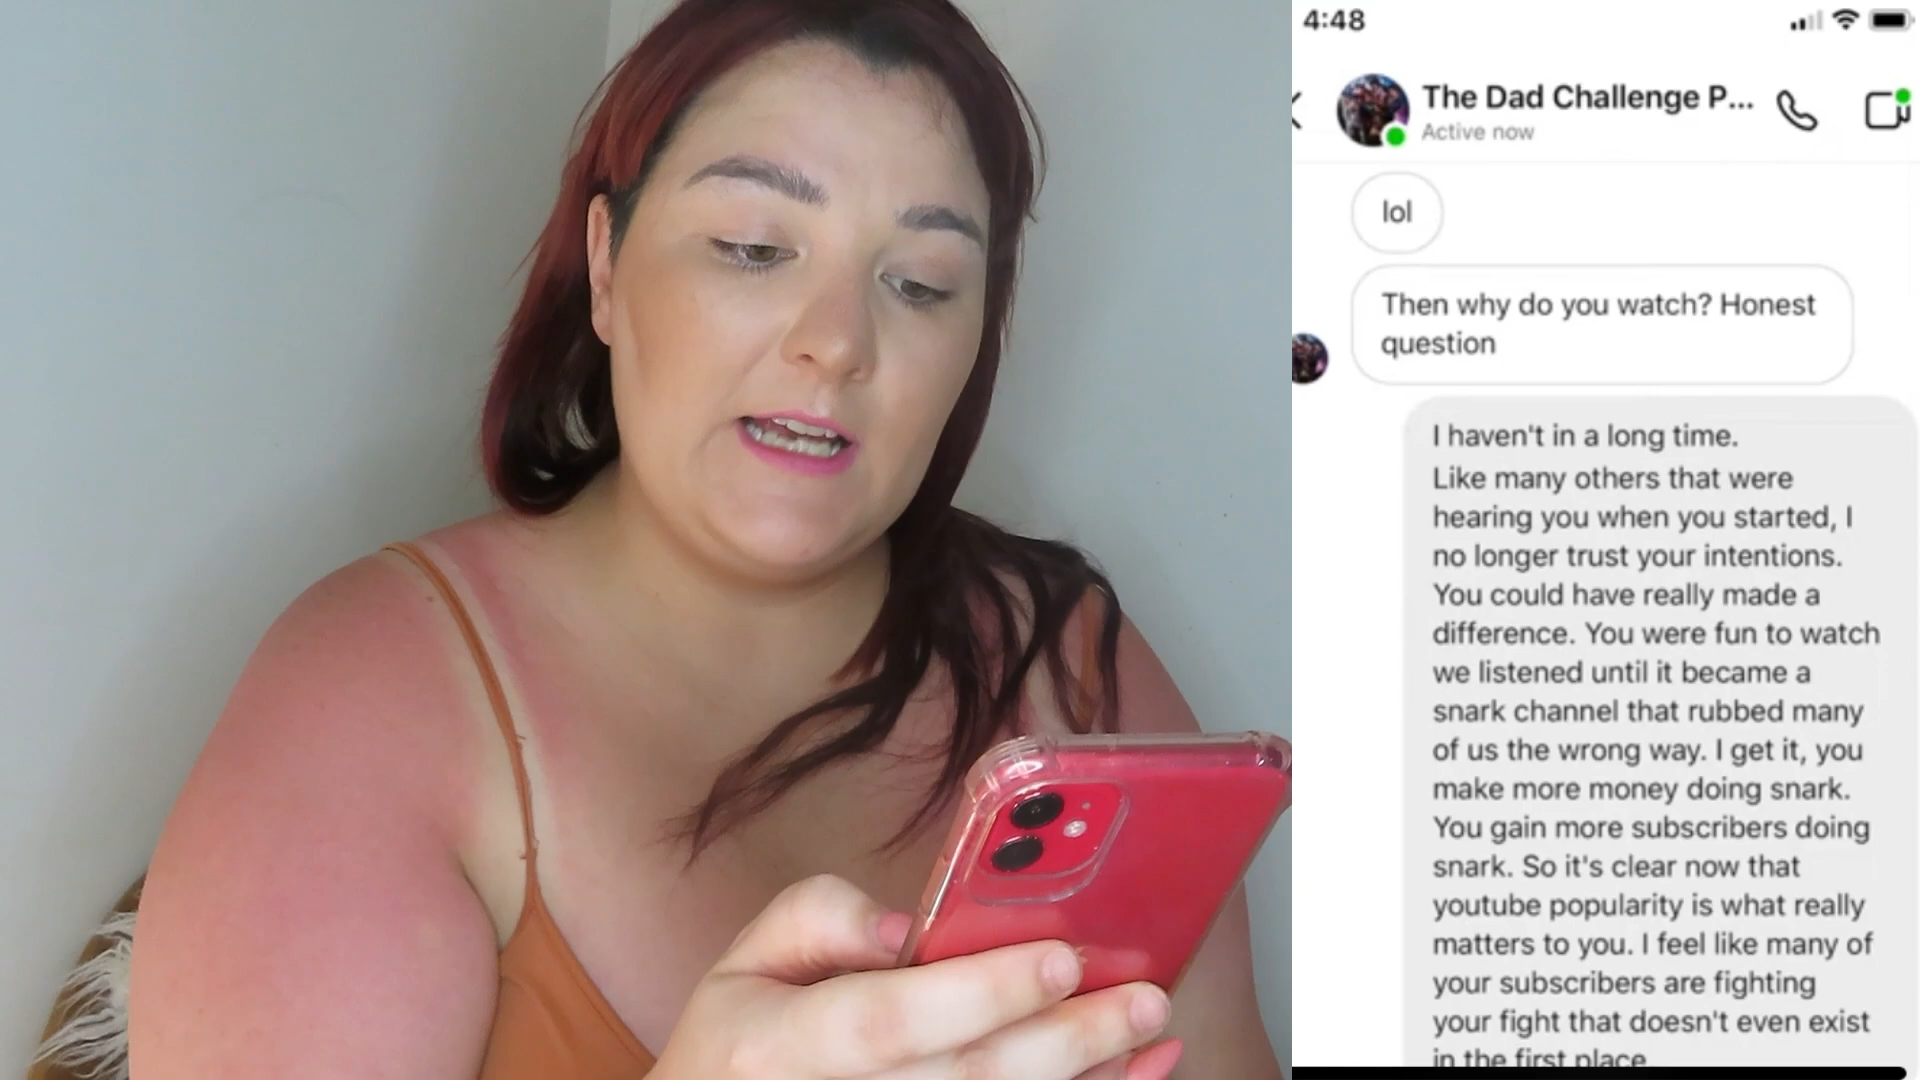 4:48
The Dad Challenge P...
Active now
lol
Then why do you watch? Honest
question
I haven't in a long time.
Like many others that were
hearing you when you started, I
no longer trust your intentions.
You could have really made a
difference. You were fun to watch
we listened until it became a
snark channel that rubbed many
of us the wrong way. I get it, you
make more money doing snark.
You gain more subscribers doing
snark. So it's clear now that
youtube popularity is what really
matters to you. I feel like many of
your subscribers are fighting
your fight that doesn't even exist
in the first place.